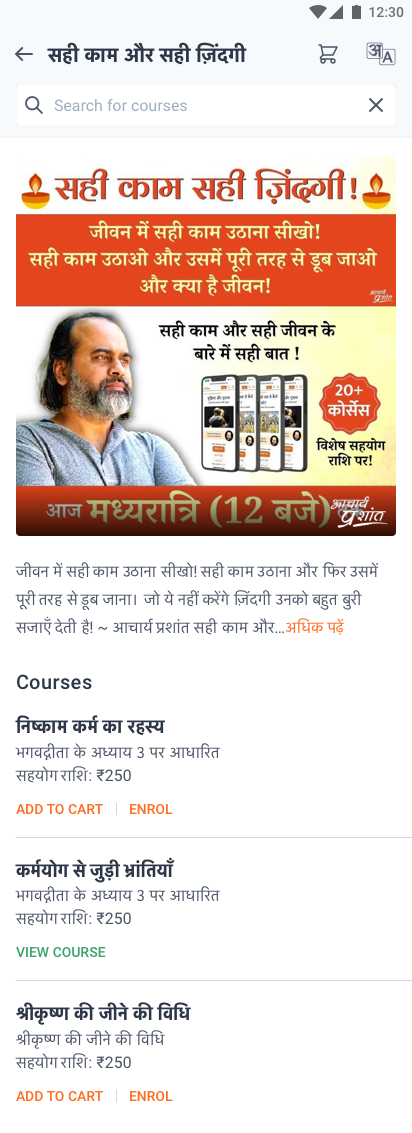 12:30
सही काम और सही ज़िंदगी
अ A
Search for courses
सही काम सही ज़िंदगी!
जीवन में सही काम उठाना सीखो!
सही काम उठाओ और उसमें पूरी तरह से डूब जाओ
और क्या है जीवन!
आचार्य प्रशांत
सही काम और सही जीवन के
बारे में सही बात !
20+
कोर्सेस
विशेष सहयोग
राशि पर!
आज मध्यरात्रि (12 बजे)
आचार्य प्रशांत
जीवन में सही काम उठाना सीखो! सही काम उठाना और फिर उसमें
पूरी तरह से डूब जाना। जो ये नहीं करेंगे ज़िंदगी उनको बहुत बुरी
सजाएँ देती है! ~ आचार्य प्रशांत सही काम और...अधिक पढ़ें
Courses
निष्काम कर्म का रहस्य
भगवद्गीता के अध्याय 3 पर आधारित
सहयोग राशि: ₹250
ADD TO CART | ENROL
कर्मयोग से जुड़ी भ्रांतियाँ
भगवद्गीता के अध्याय 3 पर आधारित
सहयोग राशि: ₹250
VIEW COURSE
श्रीकृष्ण की जीने की विधि
श्रीकृष्ण की जीने की विधि
सहयोग राशि: ₹250
ADD TO CART | ENROL